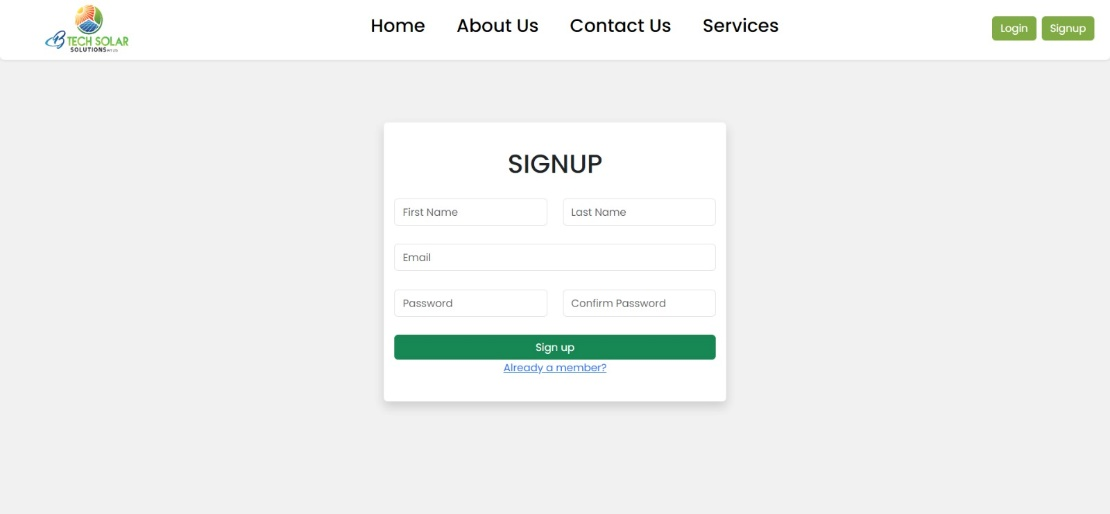 Home About Us Contact Us Services
Login Signup
B TECH SOLAR
SOLUTIONS
SIGNUP
First Name Last Name
Email
Password Confirm Password
Sign up
Already a member?